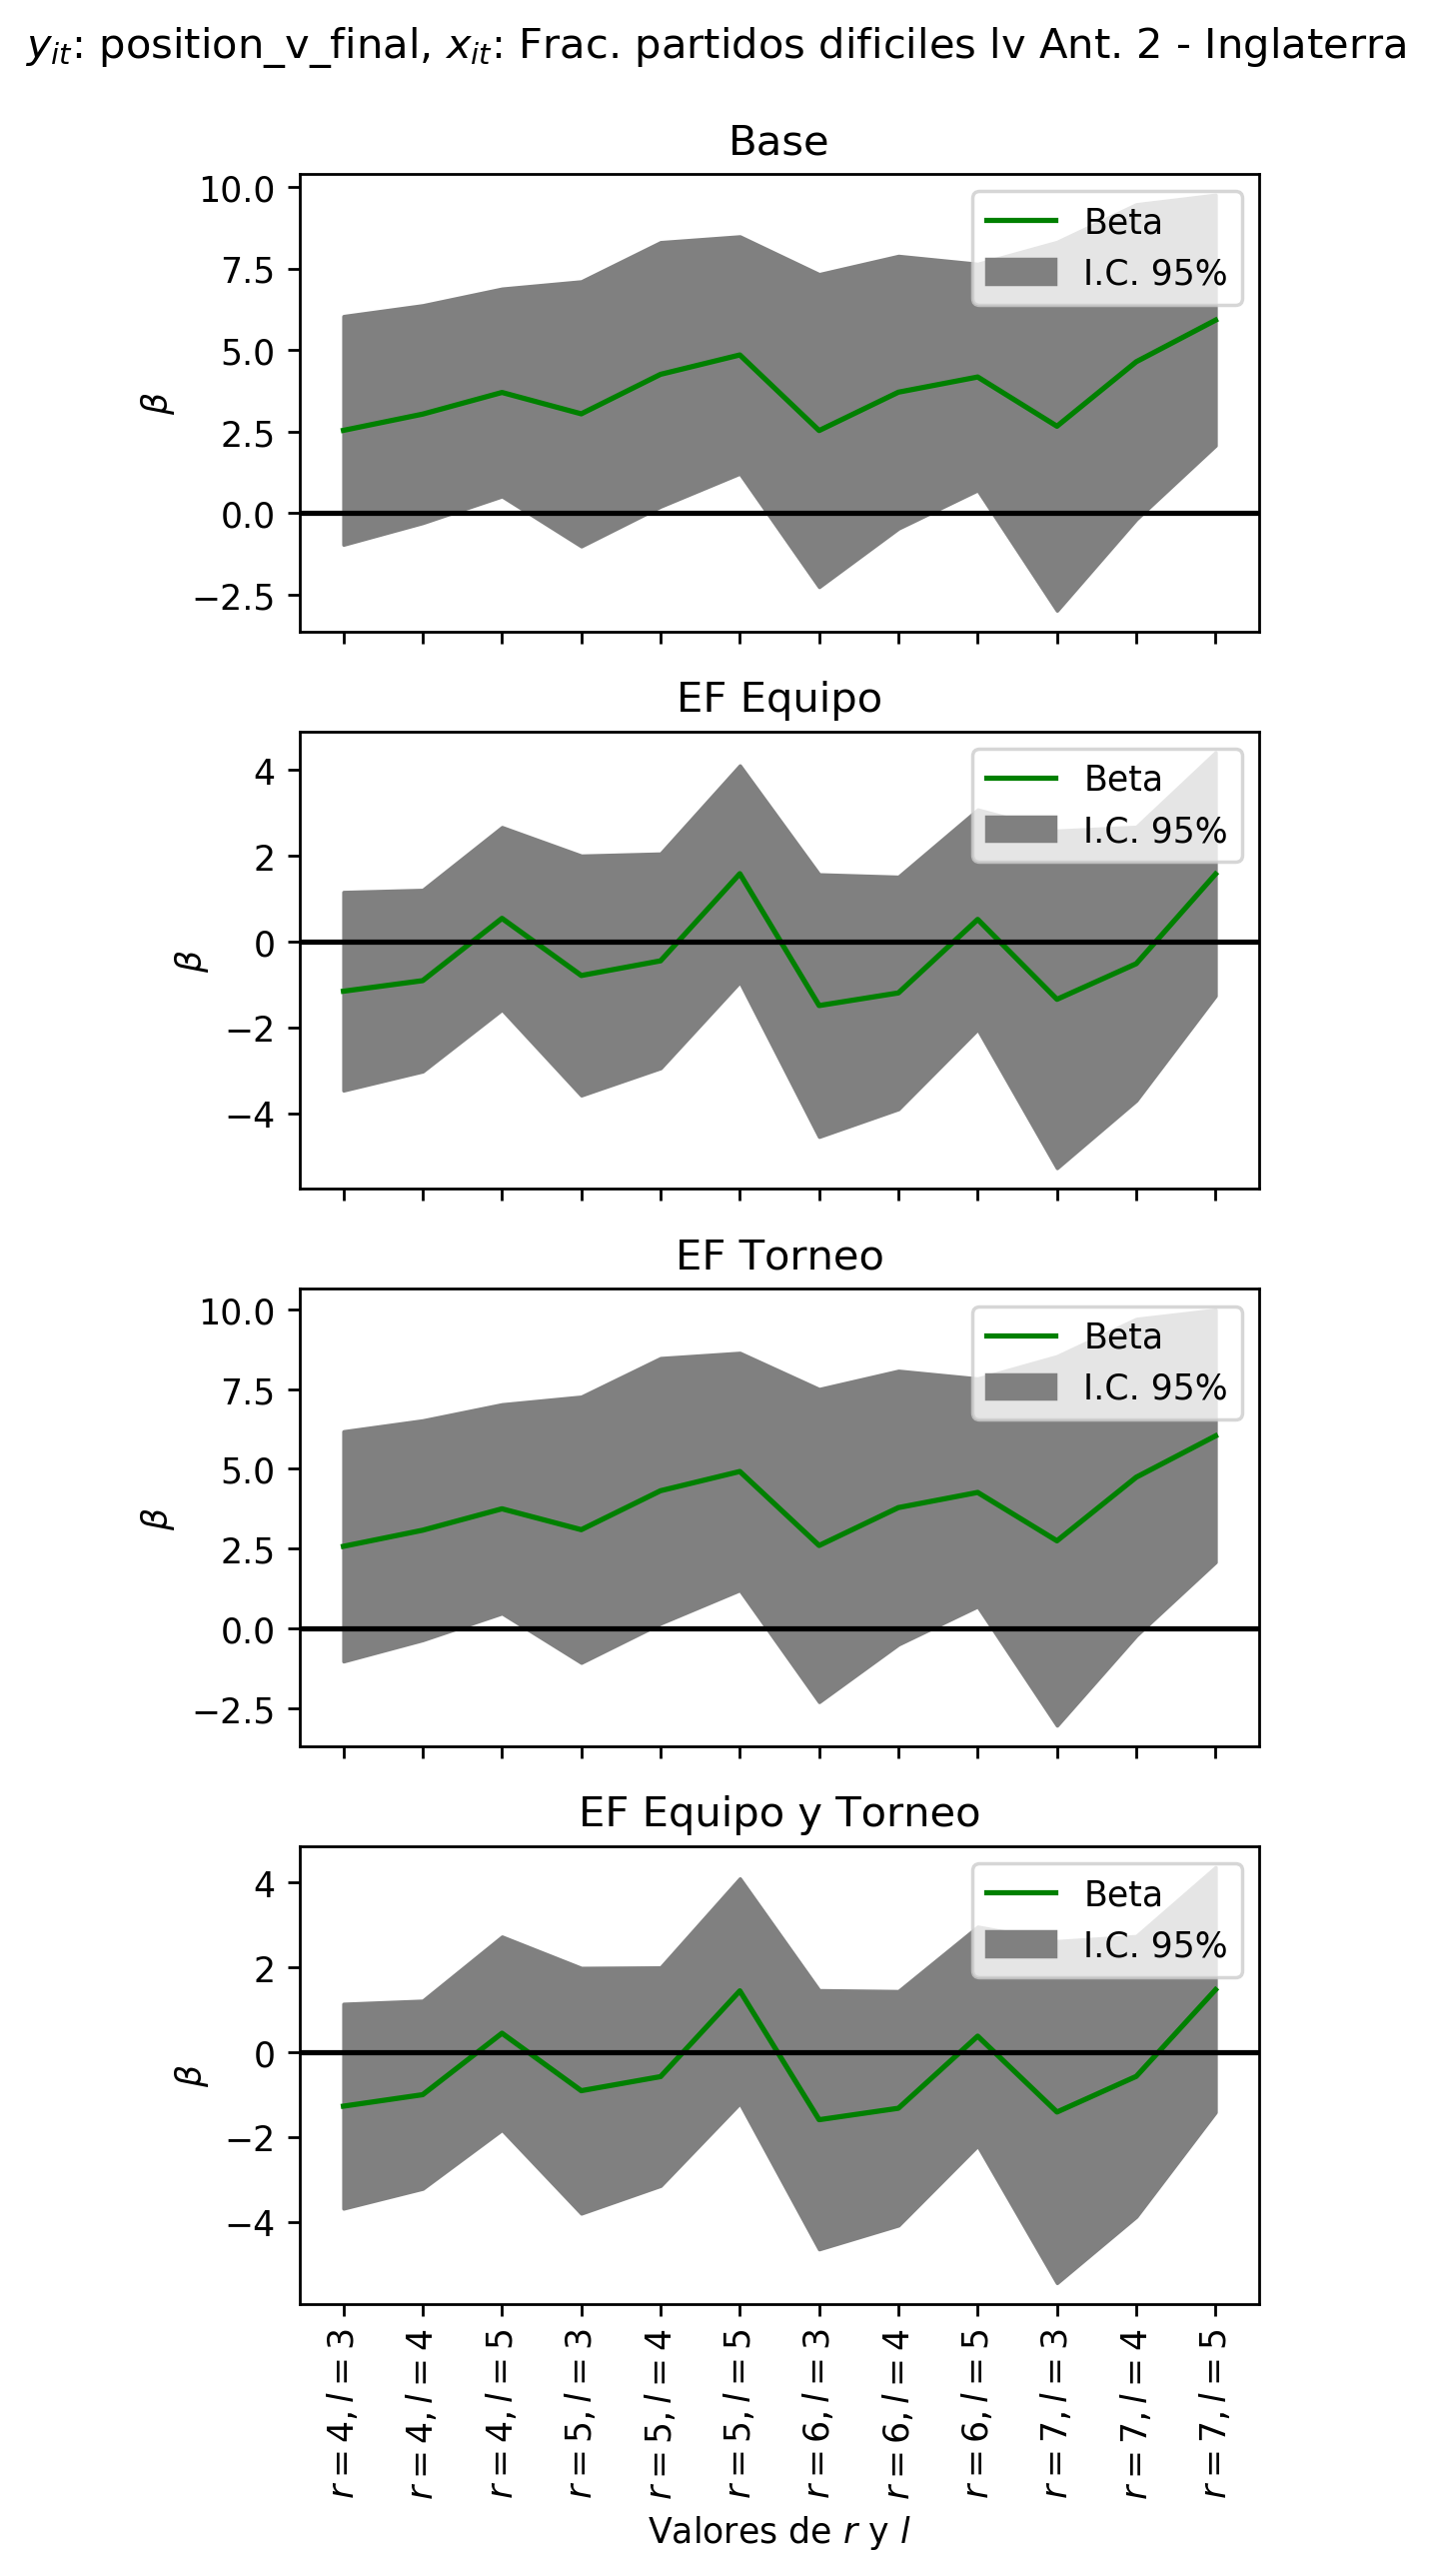 y_it: position_v_final, x_it: Frac. partidos dificiles lv Ant. 2 - Inglaterra
Base
10.0
7.5
5.0
2.5
0.0
−2.5
β
Beta
I.C. 95%
EF Equipo
4
2
0
−2
−4
β
Beta
I.C. 95%
EF Torneo
10.0
7.5
5.0
2.5
0.0
−2.5
β
Beta
I.C. 95%
EF Equipo y Torneo
4
2
0
−2
−4
β
Beta
I.C. 95%
r = 4, l = 3
r = 4, l = 4
r = 4, l = 5
r = 5, l = 3
r = 5, l = 4
r = 5, l = 5
r = 6, l = 3
r = 6, l = 4
r = 6, l = 5
r = 7, l = 3
r = 7, l = 4
r = 7, l = 5
Valores de r y l